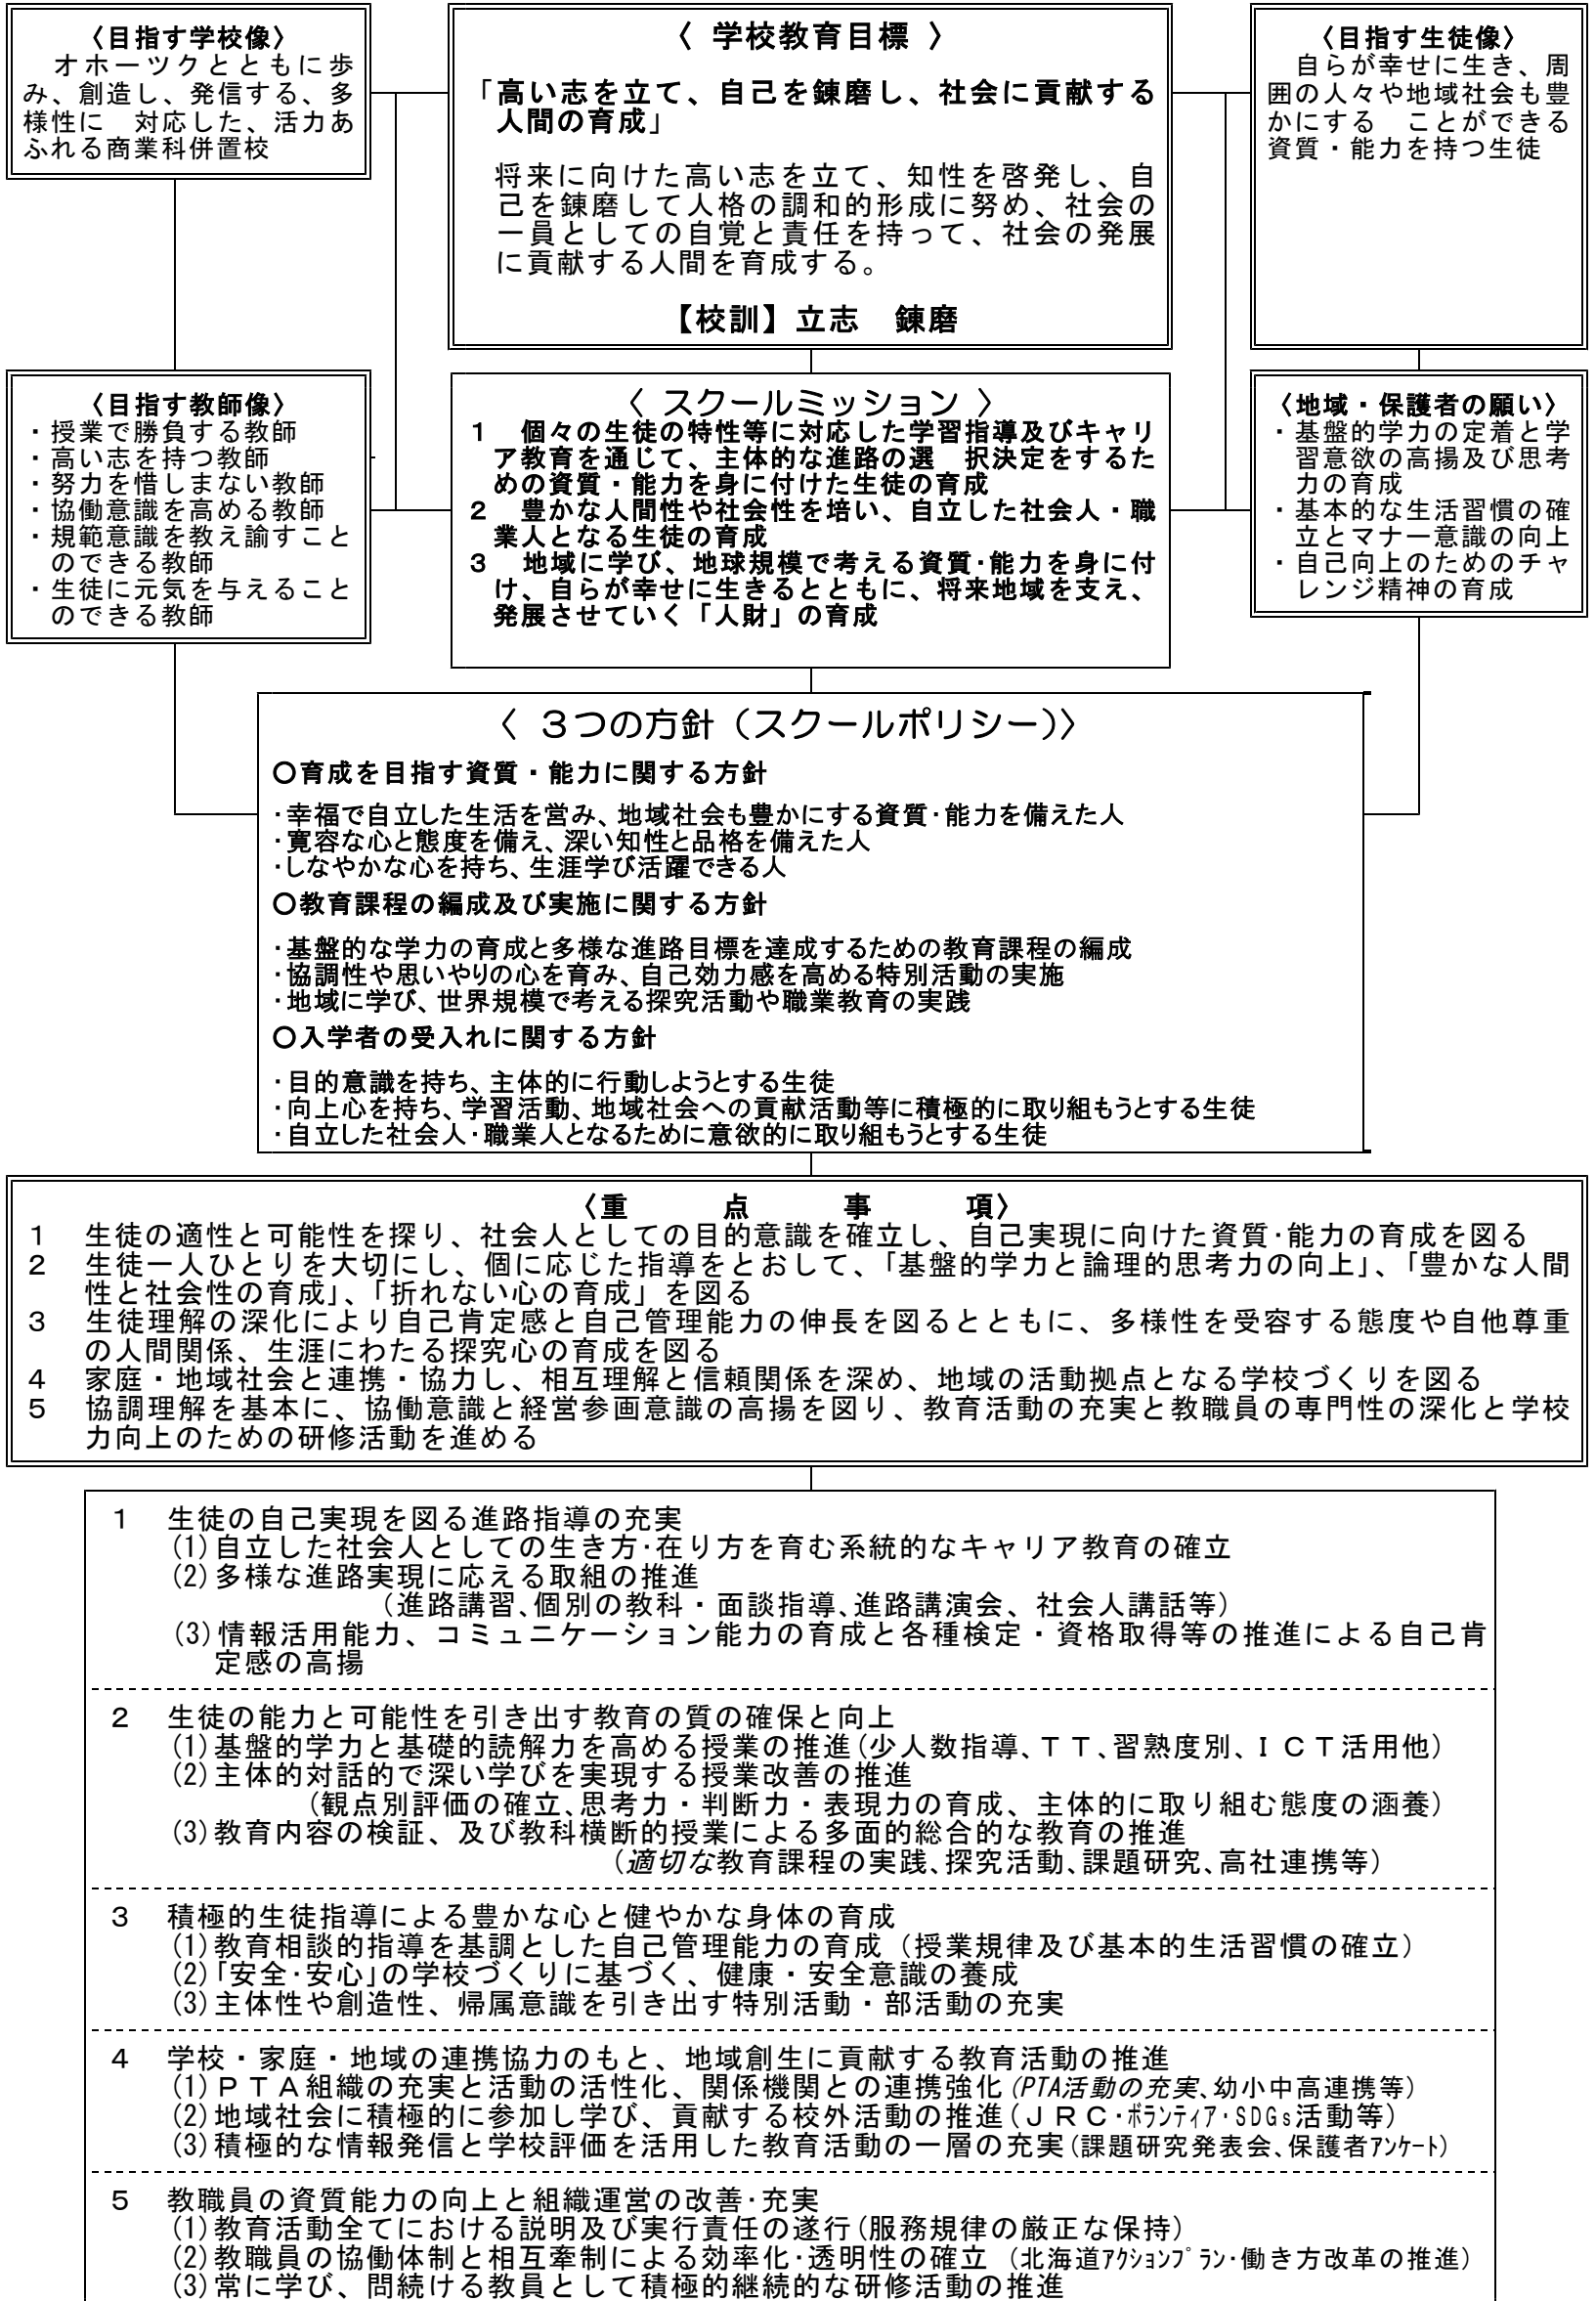 〈目指す学校像〉
オホーツクとともに歩
み、創造し、発信する、多
様性に　対応した、活力あ
ふれる商業科併置校
〈 学校教育目標 〉
「高い志を立て、自己を錬磨し、社会に貢献する
人間の育成」
将来に向けた高い志を立て、知性を啓発し、自
己を錬磨して人格の調和的形成に努め、社会の
一員としての自覚と責任を持って、社会の発展
に貢献する人間を育成する。
【校訓】立志　錬磨
〈目指す生徒像〉
自らが幸せに生き、周
囲の人々や地域社会も豊
かにする　ことができる
資質・能力を持つ生徒
〈目指す教師像〉
・授業で勝負する教師
・高い志を持つ教師
・努力を惜しまない教師
・協働意識を高める教師
・規範意識を教え諭すこと
のできる教師
・生徒に元気を与えること
のできる教師
〈 スクールミッション 〉
１　個々の生徒の特性等に対応した学習指導及びキャリ
ア教育を通じて、主体的な進路の選　択決定をするた
めの資質・能力を身に付けた生徒の育成
２　豊かな人間性や社会性を培い、自立した社会人・職
業人となる生徒の育成
３　地域に学び、地球規模で考える資質･能力を身に付
け、自らが幸せに生きるとともに、将来地域を支え、
発展させていく「人財」の育成
〈地域・保護者の願い〉
・基盤的学力の定着と学
習意欲の高揚及び思考
力の育成
・基本的な生活習慣の確
立とマナー意識の向上
・自己向上のためのチャ
レンジ精神の育成
〈 ３つの方針（スクールポリシー）〉
○育成を目指す資質・能力に関する方針
・幸福で自立した生活を営み、地域社会も豊かにする資質・能力を備えた人
・寛容な心と態度を備え、深い知性と品格を備えた人
・しなやかな心を持ち、生涯学び活躍できる人
○教育課程の編成及び実施に関する方針
・基盤的な学力の育成と多様な進路目標を達成するための教育課程の編成
・協調性や思いやりの心を育み、自己効力感を高める特別活動の実施
・地域に学び、世界規模で考える探究活動や職業教育の実践
○入学者の受入れに関する方針
・目的意識を持ち、主体的に行動しようとする生徒
・向上心を持ち、学習活動、地域社会への貢献活動等に積極的に取り組もうとする生徒
・自立した社会人・職業人となるために意欲的に取り組もうとする生徒
〈重　点　事　項〉
１　生徒の適性と可能性を探り、社会人としての目的意識を確立し、自己実現に向けた資質･能力の育成を図る
２　生徒一人ひとりを大切にし、個に応じた指導をとおして、「基盤的学力と論理的思考力の向上」、「豊かな人間
性と社会性の育成」、「折れない心の育成」を図る
３　生徒理解の深化により自己肯定感と自己管理能力の伸長を図るとともに、多様性を受容する態度や自他尊重
の人間関係、生涯にわたる探究心の育成を図る
４　家庭・地域社会と連携・協力し、相互理解と信頼関係を深め、地域の活動拠点となる学校づくりを図る
５　協調理解を基本に、協働意識と経営参画意識の高揚を図り、教育活動の充実と教職員の専門性の深化と学校
力向上のための研修活動を進める
１　生徒の自己実現を図る進路指導の充実
(1)自立した社会人としての生き方･在り方を育む系統的なキャリア教育の確立
(2)多様な進路実現に応える取組の推進
（進路講習､個別の教科・面談指導､進路講演会、社会人講話等）
(3)情報活用能力、コミュニケーション能力の育成と各種検定・資格取得等の推進による自己肯
定感の高揚
２　生徒の能力と可能性を引き出す教育の質の確保と向上
(1)基盤的学力と基礎的読解力を高める授業の推進(少人数指導､ＴＴ､習熟度別､ＩＣＴ活用他)
(2)主体的対話的で深い学びを実現する授業改善の推進
(観点別評価の確立､思考力・判断力・表現力の育成、主体的に取り組む態度の涵養)
(3)教育内容の検証、及び教科横断的授業による多面的総合的な教育の推進
(適切な教育課程の実践､探究活動､課題研究､高社連携等)
３　積極的生徒指導による豊かな心と健やかな身体の育成
(1)教育相談的指導を基調とした自己管理能力の育成（授業規律及び基本的生活習慣の確立）
(2)｢安全･安心｣の学校づくりに基づく、健康・安全意識の養成
(3)主体性や創造性、帰属意識を引き出す特別活動・部活動の充実
４　学校・家庭・地域の連携協力のもと、地域創生に貢献する教育活動の推進
(1)ＰＴＡ組織の充実と活動の活性化、関係機関との連携強化(PTA活動の充実､幼小中高連携等)
(2)地域社会に積極的に参加し学び、貢献する校外活動の推進(ＪＲＣ･ﾎﾞﾗﾝﾃｨｱ･SDGs活動等)
(3)積極的な情報発信と学校評価を活用した教育活動の一層の充実(課題研究発表会､保護者ｱﾝｹｰﾄ)
５　教職員の資質能力の向上と組織運営の改善･充実
(1)教育活動全てにおける説明及び実行責任の遂行(服務規律の厳正な保持)
(2)教職員の協働体制と相互牽制による効率化･透明性の確立（北海道ｱｸｼｮﾝﾌﾟﾗﾝ･働き方改革の推進）
(3)常に学び、問続ける教員として積極的継続的な研修活動の推進